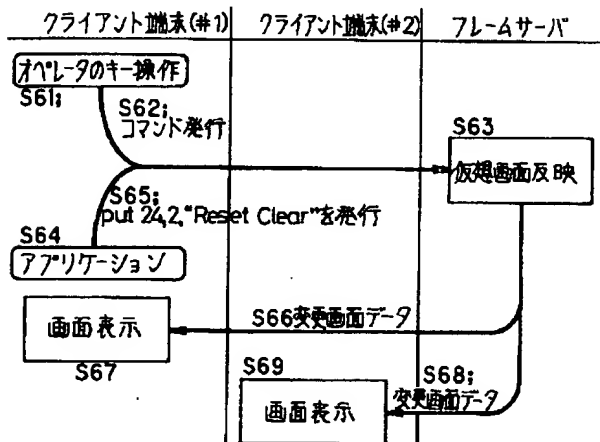 クライアント端末(#1) クライアント端末(#2) フレームサーバ
オペレータのキー操作
S61;
S62;
コマンド発行
S63
仮想画面反映
S65;
put 24,2,"Reset Clear"を発行
S64
アプリケーション
画面表示
S67
S66変更画面データ
S69
画面表示
S68;
変更画面データ